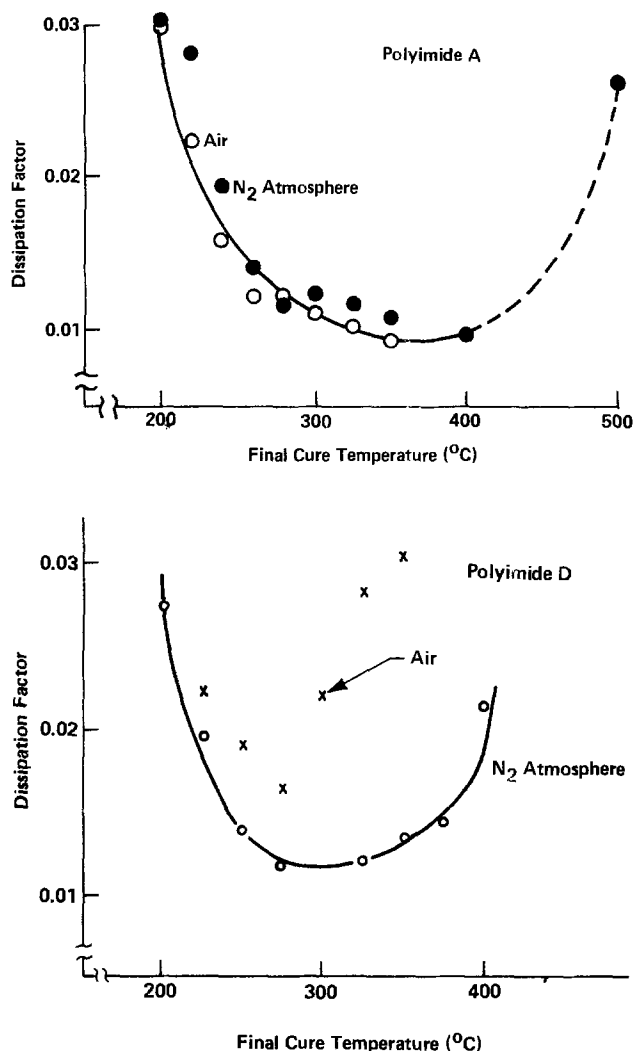 0.03
Polyimide A
Air
0.02
N2 Atmosphere
Dissipation Factor
0.01
200
300
400
500
Final Cure Temperature (°C)
0.03
Polyimide D
Air
Dissipation Factor
0.02
N2 Atmosphere
0.01
200
300
400
Final Cure Temperature (°C)